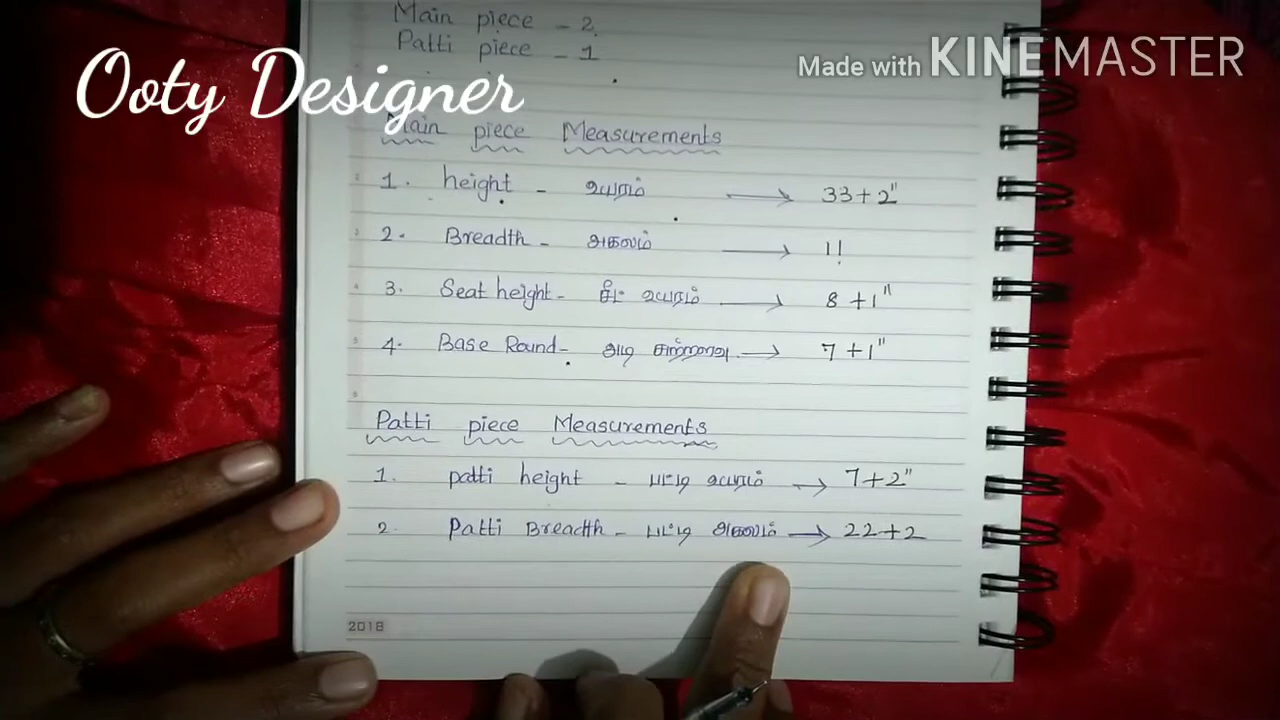 Main piece - 2
Patti piece - 1
Ooty Designer
Made with KINEMASTER
Main piece Measurements
1. height - உயரம் → 33+2"
2. Breadth - அகலம் → 11
3. Seat height - சீட் உயரம் → 8 +1"
4. Base Round - அடி சுற்றளவு → 7 +1"
Patti piece Measurements
1. patti height - பட்டி உயரம் → 7+2"
2. Patti Breadth - பட்டி அகலம் → 22+2
2018